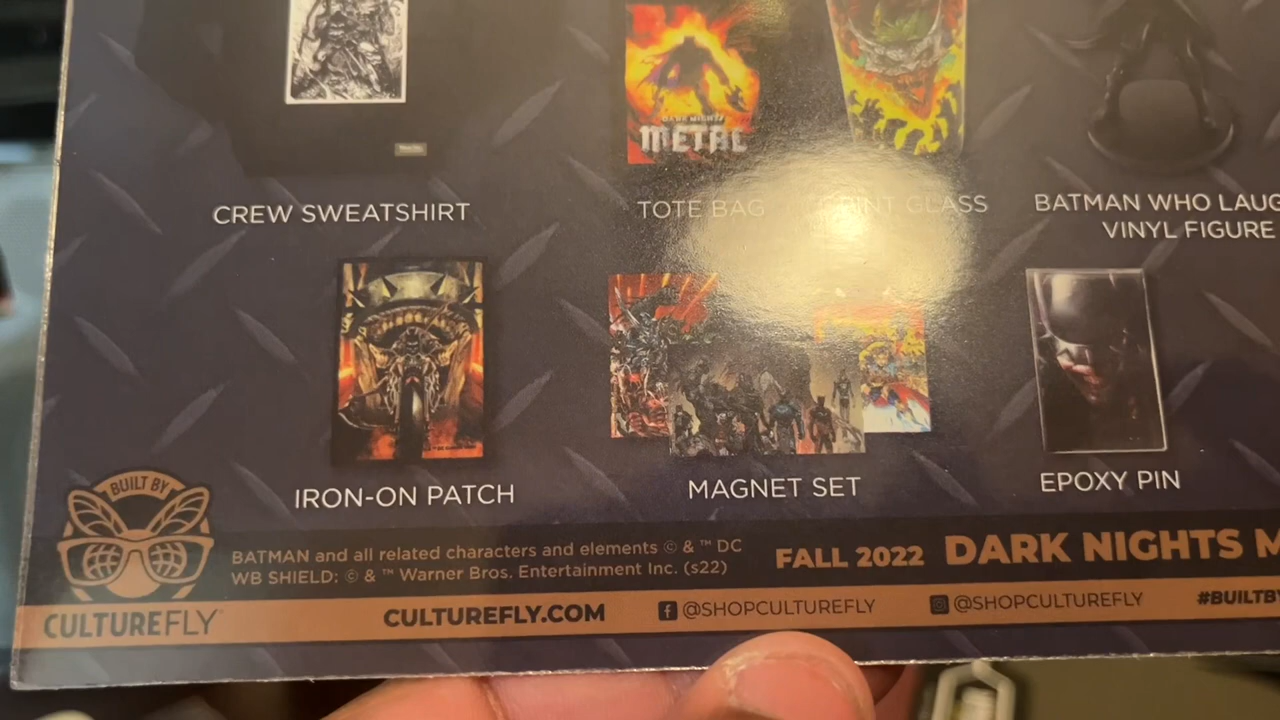 DARK NIGHTS
METAL
CREW SWEATSHIRT
TOTE BAG
PINT GLASS
BATMAN WHO LAUG
VINYL FIGURE
IRON-ON PATCH
MAGNET SET
EPOXY PIN
BUILT BY
CULTUREFLY
BATMAN and all related characters and elements © & ™ DC
WB SHIELD: © & ™ Warner Bros. Entertainment Inc. (s22)
FALL 2022 DARK NIGHTS M
CULTUREFLY.COM
@SHOPCULTUREFLY
@SHOPCULTUREFLY
#BUILTBY